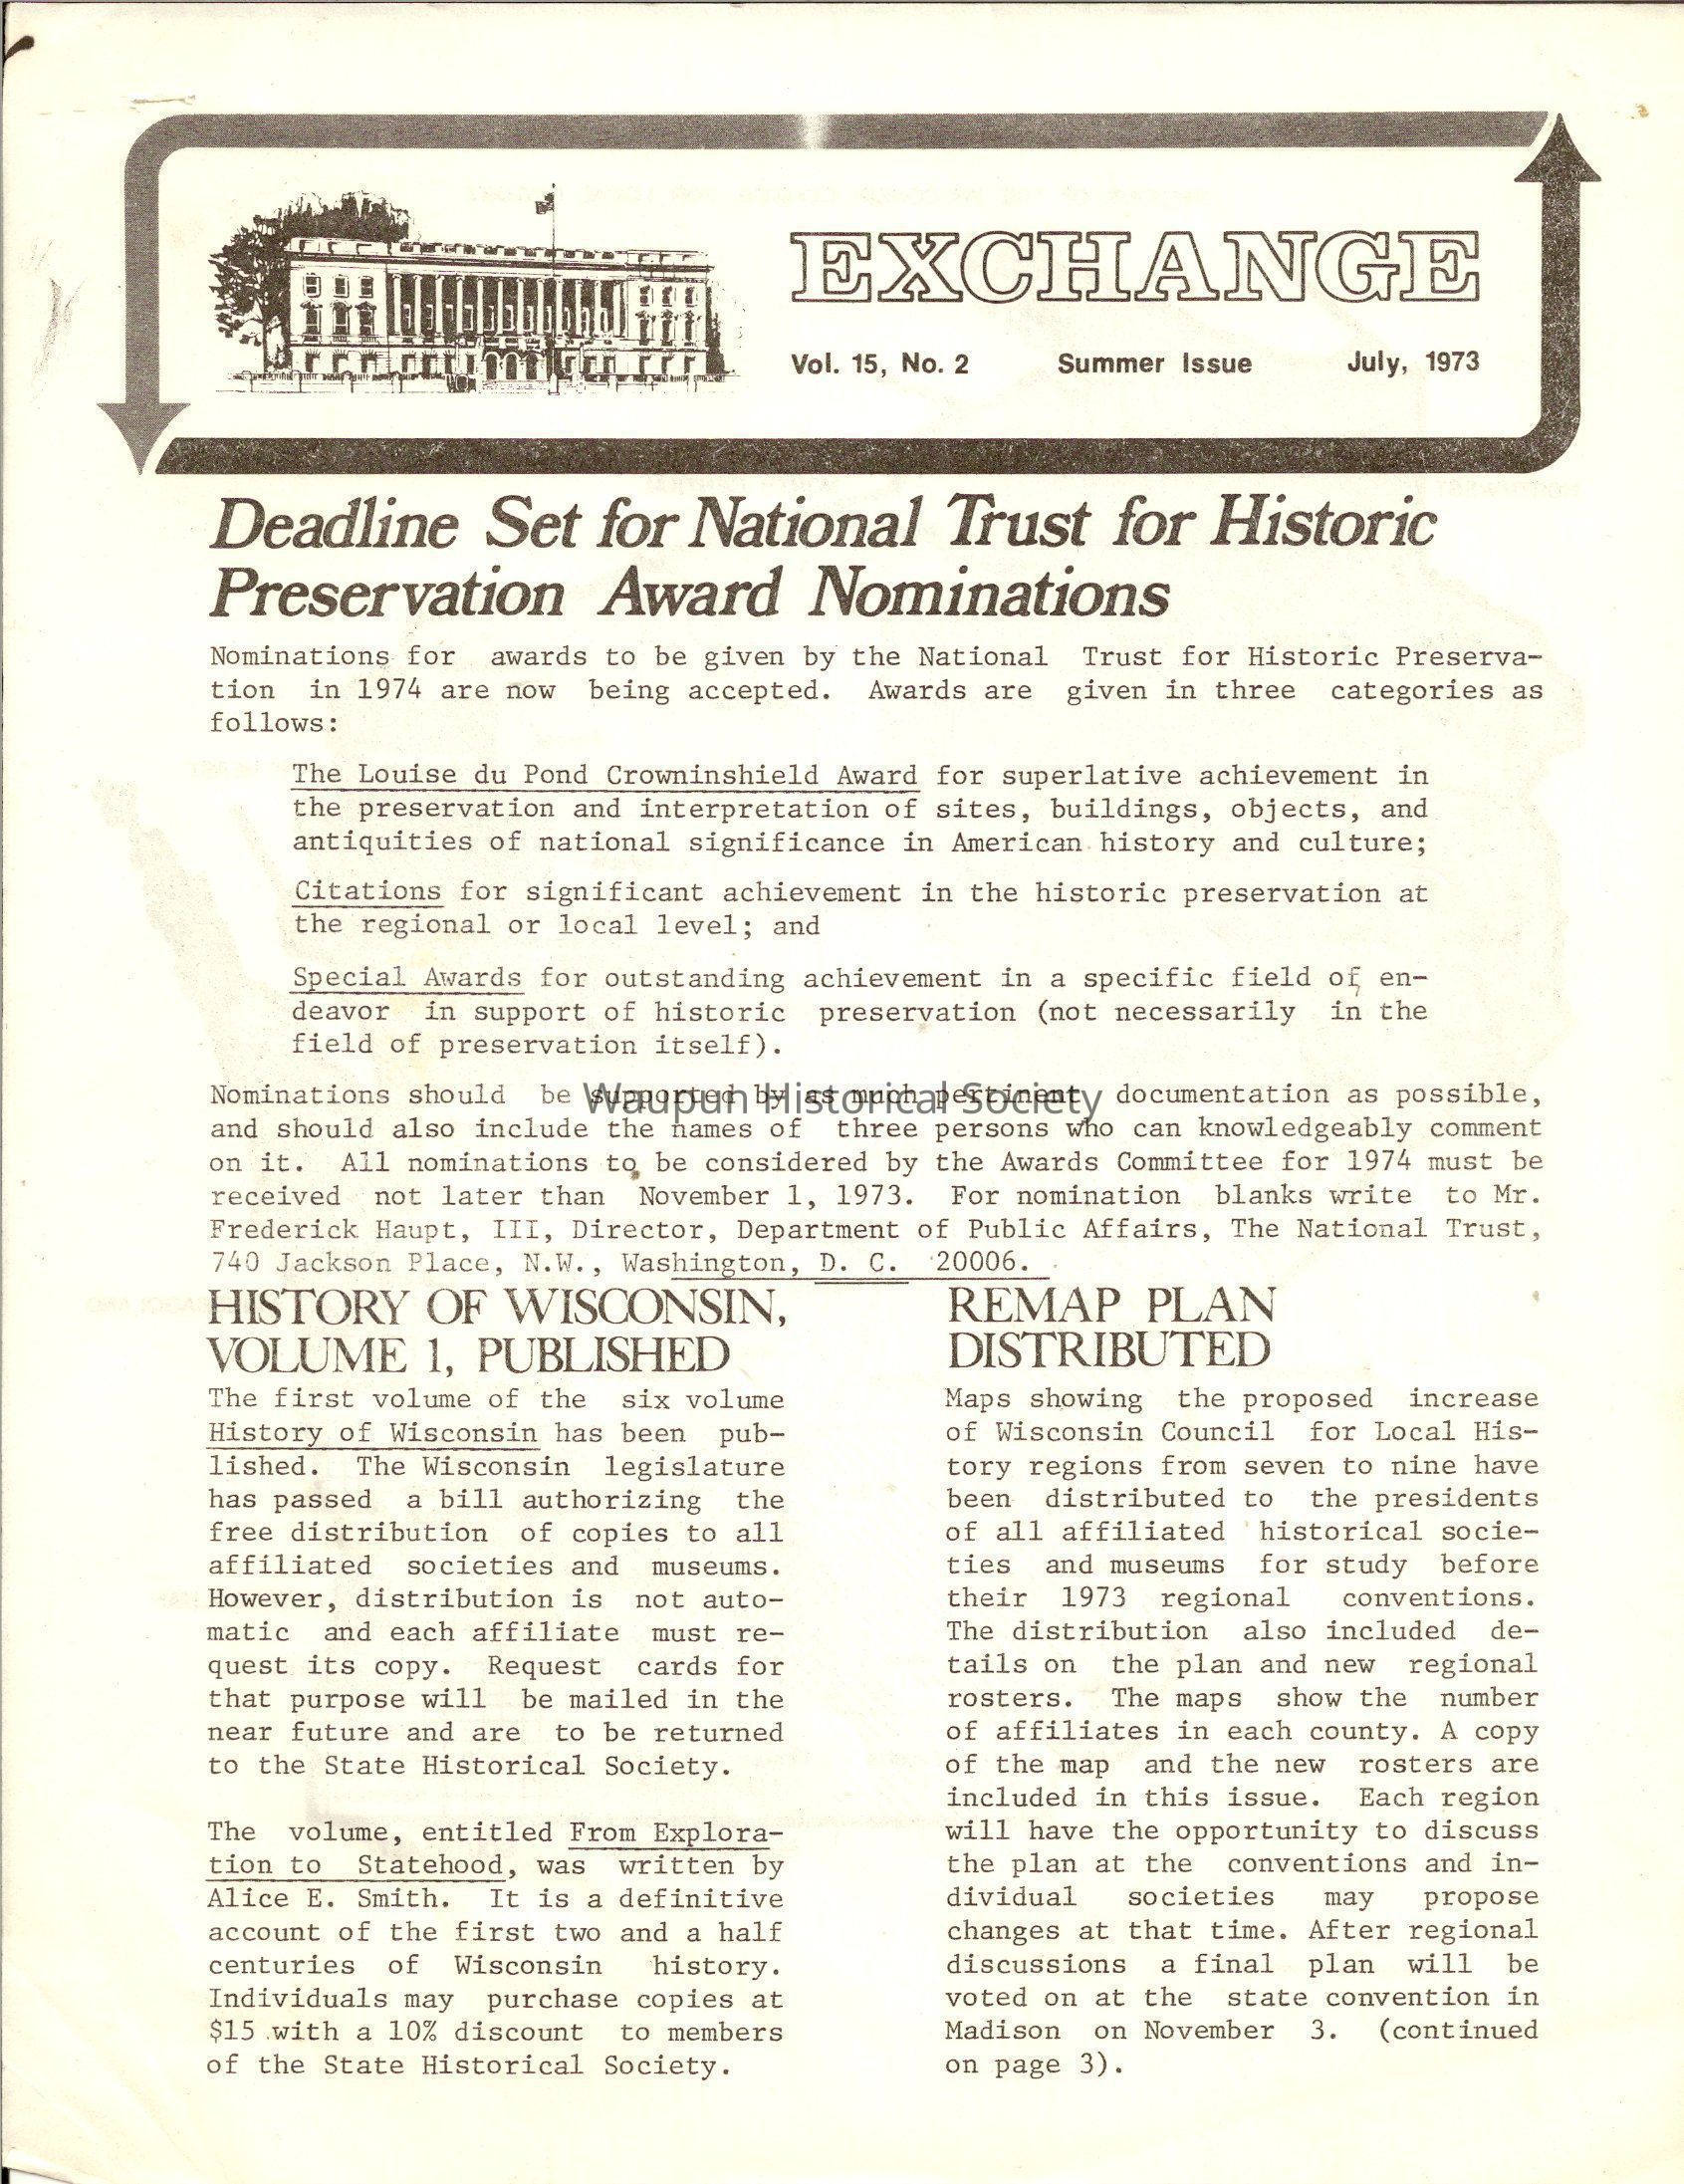 EXCHANGE
Vol. 15, No. 2 Summer Issue July, 1973
Deadline Set for National Trust for Historic
Preservation Award Nominations
Nominations for awards to be given by the National Trust for Historic Preserva-
tion in 1974 are now being accepted. Awards are given in three categories as
follows:
The Louise du Pond Crowninshield Award for superlative achievement in
the preservation and interpretation of sites, buildings, objects, and
antiquities of national significance in American history and culture;
Citations for significant achievement in the historic preservation at
the regional or local level; and
Special Awards for outstanding achievement in a specific field of en-
deavor in support of historic preservation (not necessarily in the
field of preservation itself).
Nominations should be supported by as much pertinent documentation as possible,
Waupun Historical Society
and should also include the names of three persons who can knowledgeably comment
on it. All nominations to be considered by the Awards Committee for 1974 must be
received not later than November 1, 1973. For nomination blanks write to Mr.
Frederick Haupt, III, Director, Department of Public Affairs, The National Trust,
740 Jackson Place, N.W., Washington, D. C. 20006.
HISTORY OF WISCONSIN,
VOLUME 1, PUBLISHED
The first volume of the six volume
History of Wisconsin has been pub-
lished. The Wisconsin legislature
has passed a bill authorizing the
free distribution of copies to all
affiliated societies and museums.
However, distribution is not auto-
matic and each affiliate must re-
quest its copy. Request cards for
that purpose will be mailed in the
near future and are to be returned
to the State Historical Society.
The volume, entitled From Explora-
tion to Statehood, was written by
Alice E. Smith. It is a definitive
account of the first two and a half
centuries of Wisconsin history.
Individuals may purchase copies at
$15 with a 10% discount to members
of the State Historical Society.
REMAP PLAN
DISTRIBUTED
Maps showing the proposed increase
of Wisconsin Council for Local His-
tory regions from seven to nine have
been distributed to the presidents
of all affiliated historical socie-
ties and museums for study before
their 1973 regional conventions.
The distribution also included de-
tails on the plan and new regional
rosters. The maps show the number
of affiliates in each county. A copy
of the map and the new rosters are
included in this issue. Each region
will have the opportunity to discuss
the plan at the conventions and in-
dividual societies may propose
changes at that time. After regional
discussions a final plan will be
voted on at the state convention in
Madison on November 3. (continued
on page 3).